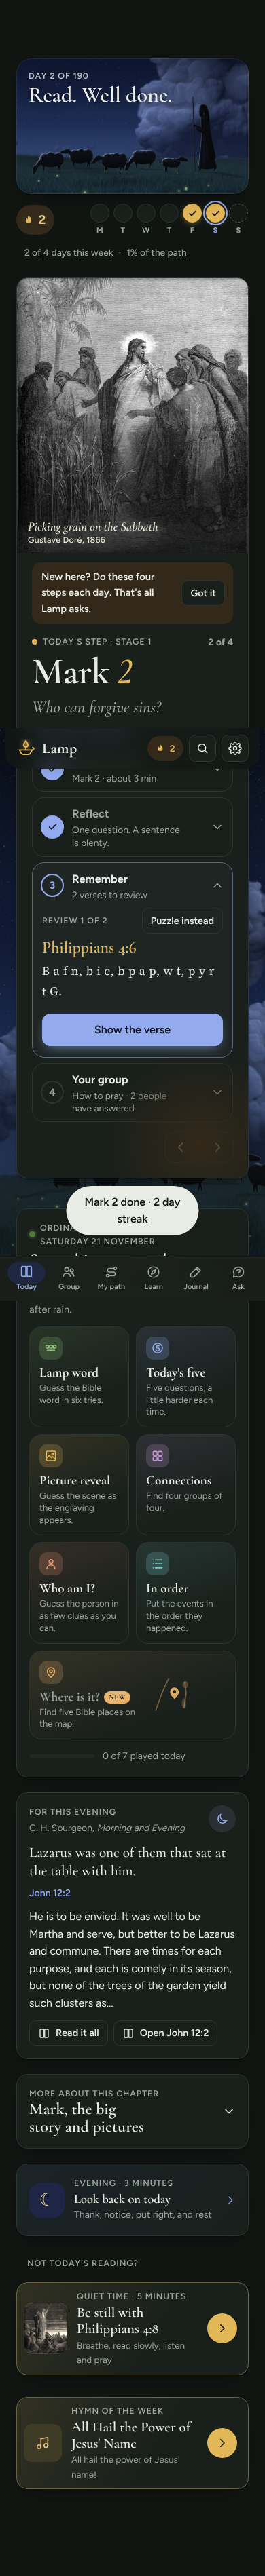 DAY 2 OF 190
Read. Well done.
2
M T W T F S S
2 of 4 days this week · 1% of the path
Picking grain on the Sabbath
Gustave Doré, 1866
New here? Do these four
steps each day. That's all
Lamp asks.
Got it
TODAY'S STEP · STAGE 1
2 of 4
Mark 2
Who can forgive sins?
Lamp
2
Mark 2 · about 3 min
Reflect
One question. A sentence
is plenty.
3
Remember
2 verses to review
REVIEW 1 OF 2
Puzzle instead
Philippians 4:6
B a f n, b i e, b p a p, w t, p y r
t G.
Show the verse
4
Your group
How to pray · 2 people
have answered
Mark 2 done · 2 day
streak
SATURDAY 21 NOVEMBER
Today
Group
My path
Learn
Journal
Ask
after rain.
Lamp word
Guess the Bible
word in six tries.
Today's five
Five questions, a
little harder each
time.
Picture reveal
Guess the scene as
the engraving
appears.
Connections
Find four groups of
four.
Who am I?
Guess the person in
as few clues as you
can.
In order
Put the events in
the order they
happened.
Where is it? NEW
Find five Bible places on
the map.
0 of 7 played today
FOR THIS EVENING
C. H. Spurgeon, Morning and Evening
Lazarus was one of them that sat at
the table with him.
John 12:2
He is to be envied. It was well to be
Martha and serve, but better to be Lazarus
and commune. There are times for each
purpose, and each is comely in its season,
but none of the trees of the garden yield
such clusters as…
Read it all
Open John 12:2
MORE ABOUT THIS CHAPTER
Mark, the big
story and pictures
EVENING · 3 MINUTES
Look back on today
Thank, notice, put right, and rest
NOT TODAY'S READING?
QUIET TIME · 5 MINUTES
Be still with
Philippians 4:8
Breathe, read slowly, listen
and pray
HYMN OF THE WEEK
All Hail the Power of
Jesus' Name
All hail the power of Jesus'
name!